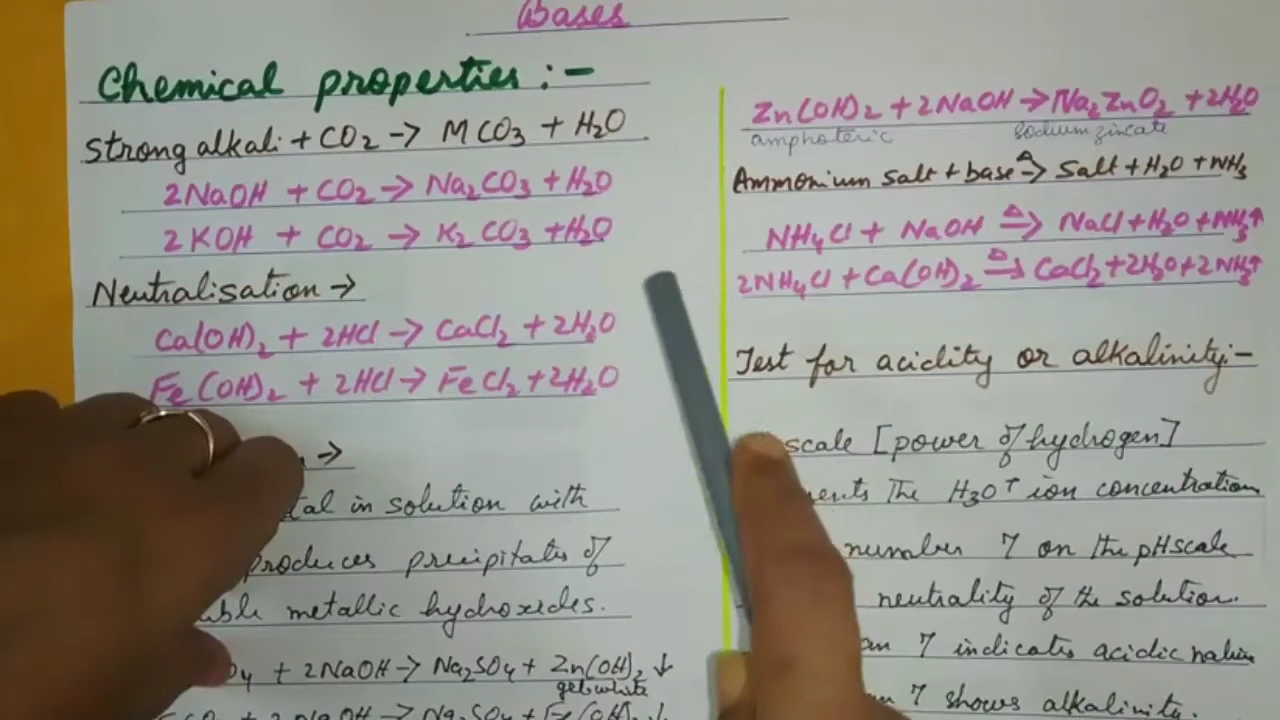 Bases
Chemical properties :-
Strong alkali + CO2 → MCO3 + H2O
2NaOH + CO2 → Na2CO3 + H2O
2KOH + CO2 → K2CO3 + H2O
Neutralisation →
Ca(OH)2 + 2HCl → CaCl2 + 2H2O
Fe(OH)2 + 2HCl → FeCl2 + 2H2O
→
in solution with
produces precipitates of
metallic hydroxides.
+ 2NaOH → Na2SO4 + Zn(OH)2 ↓
gel. white
Na2SO4 + Fe(OH)2 ↓
Zn(OH)2 + 2NaOH → Na2ZnO2 + 2H2O
amphoteric sodium zincate
Ammonium salt + base △→ Salt + H2O + NH3
NH4Cl + NaOH △→ NaCl + H2O + NH3↑
2NH4Cl + Ca(OH)2 △→ CaCl2 + 2H2O + 2NH3↑
Test for acidity or alkalinity:-
scale [power of hydrogen]
The H3O+ ion concentration
number 7 on the pH scale
neutrality of the solution.
7 indicates acidic nature
7 shows alkalinity.